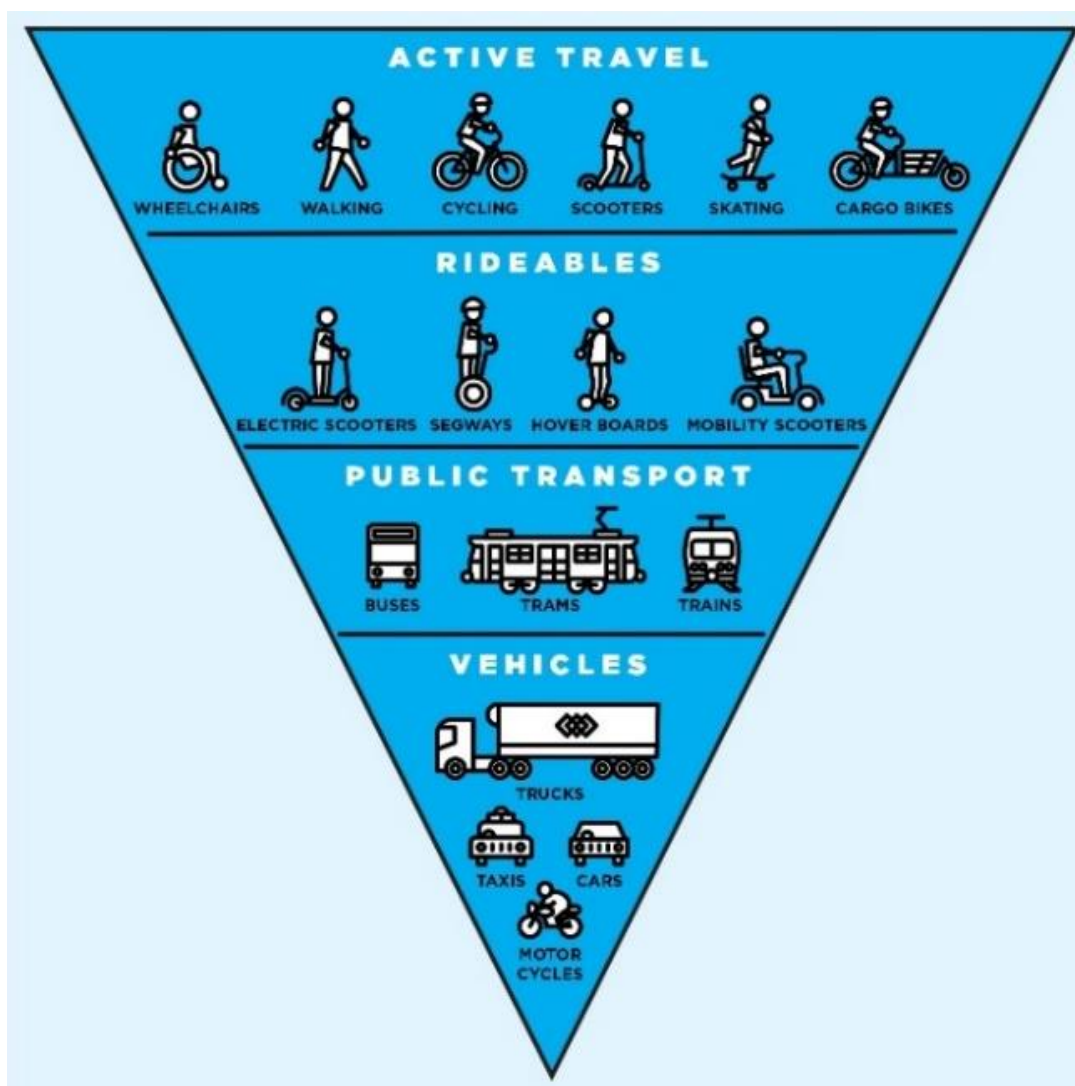 ACTIVE TRAVEL
WHEELCHAIRS WALKING CYCLING SCOOTERS SKATING CARGO BIKES
RIDEABLES
ELECTRIC SCOOTERS SEGWAYS HOVER BOARDS MOBILITY SCOOTERS
PUBLIC TRANSPORT
BUSES TRAMS TRAINS
VEHICLES
TRUCKS
TAXIS CARS
MOTOR
CYCLES